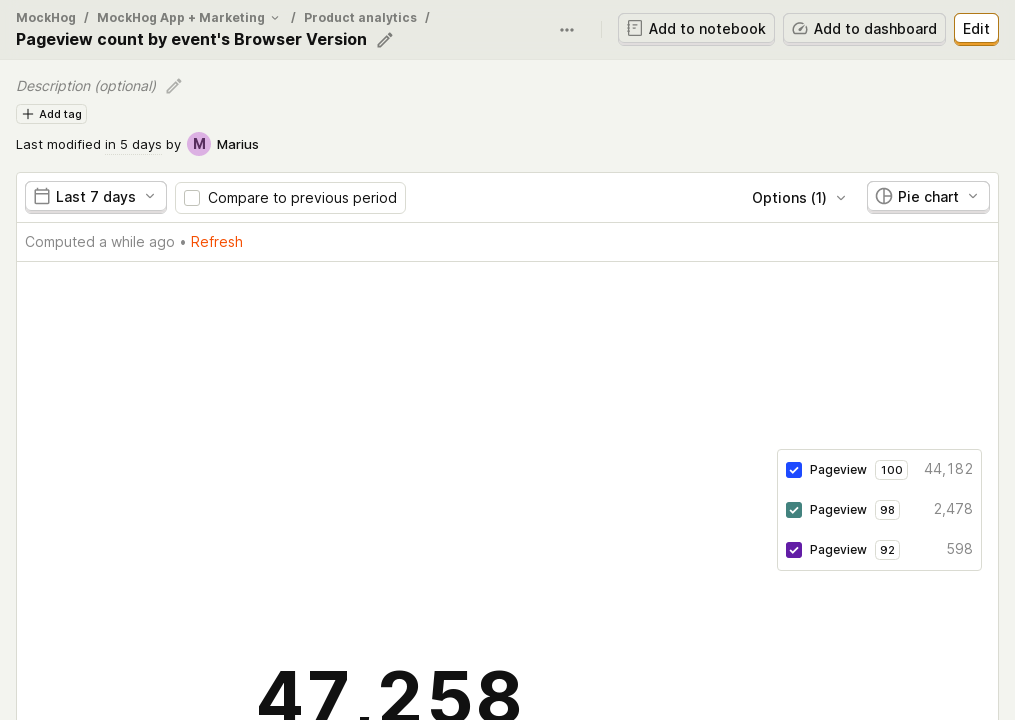 MockHog / MockHog App + Marketing / Product analytics /
Pageview count by event's Browser Version
Add to notebook
Add to dashboard
Edit
Description (optional)
Add tag
Last modified in 5 days by M Marius
Last 7 days
Compare to previous period
Options (1)
Pie chart
Computed a while ago • Refresh
Pageview 100 44,182
Pageview 98 2,478
Pageview 92 598
47,258